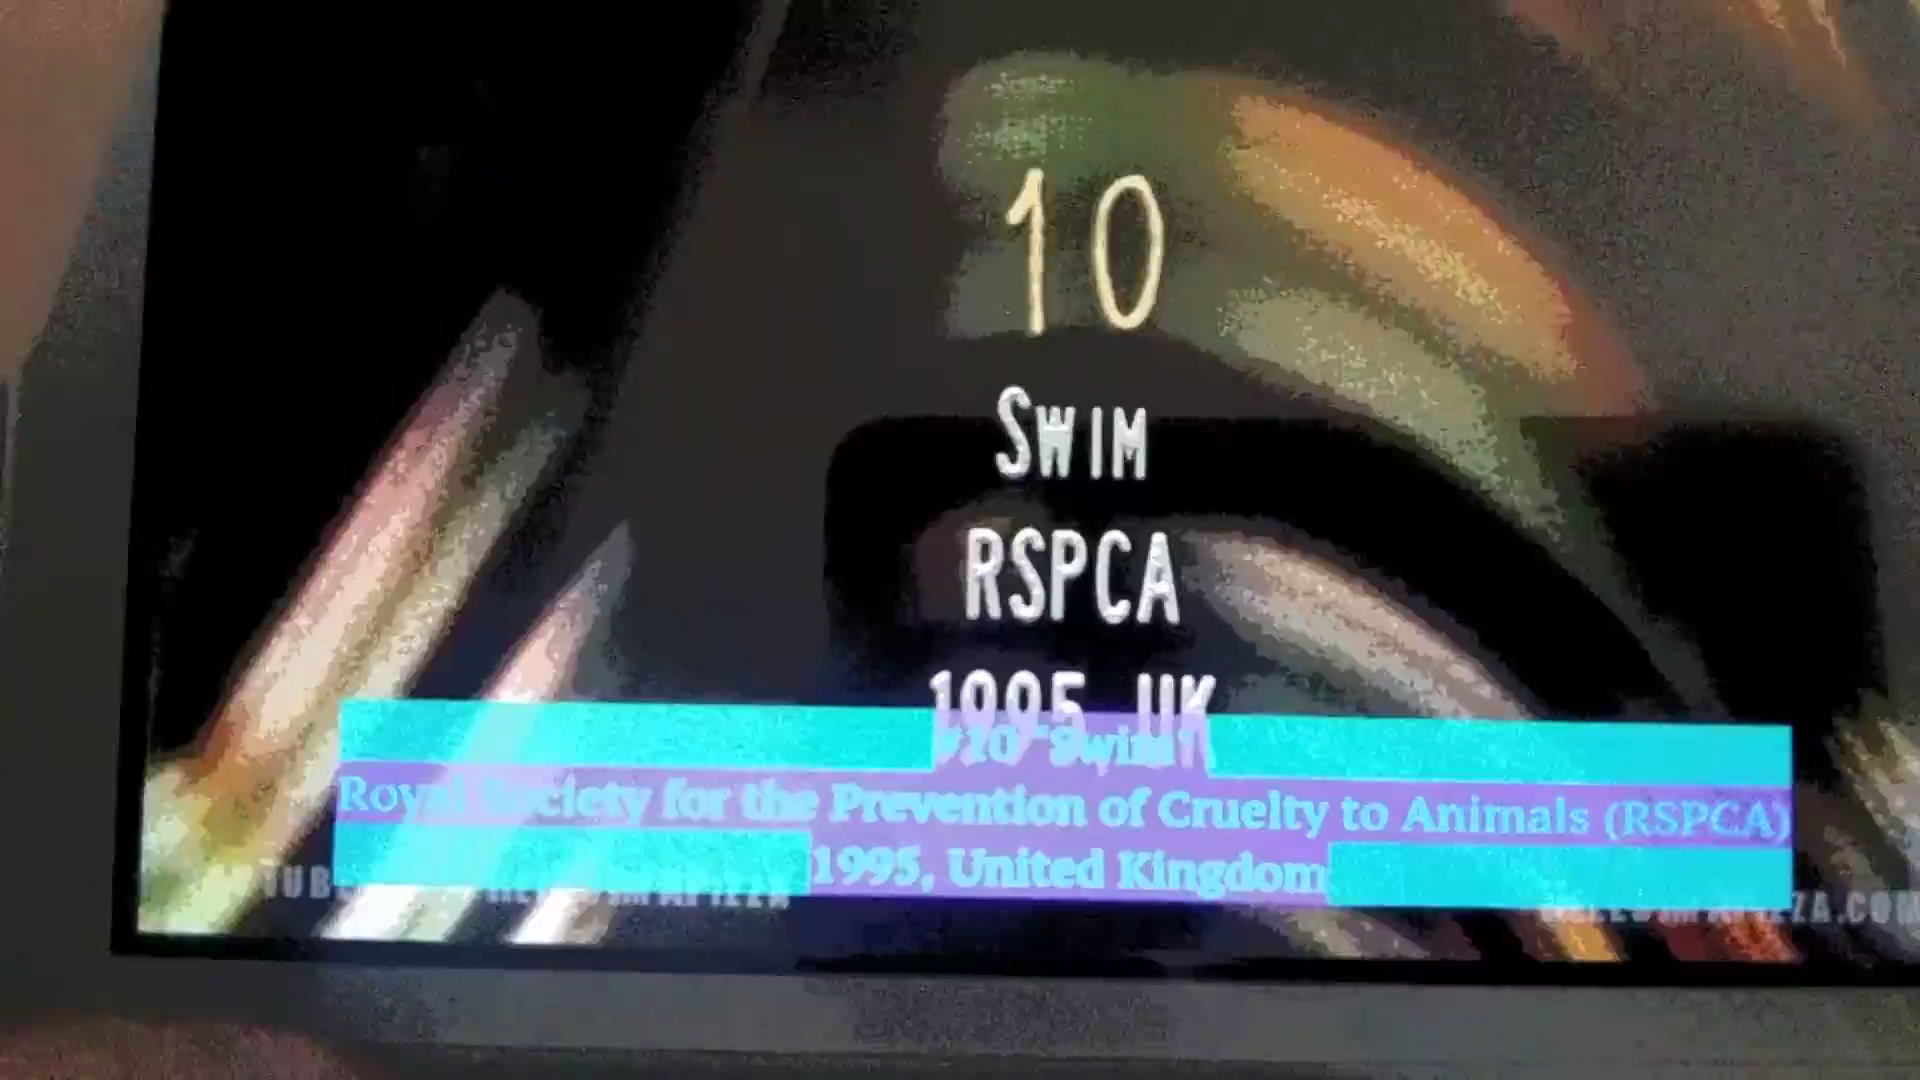 10
SWIM
RSPCA
1995 UK
#10 "Swim"
Royal Society for the Prevention of Cruelty to Animals (RSPCA)
1995, United Kingdom